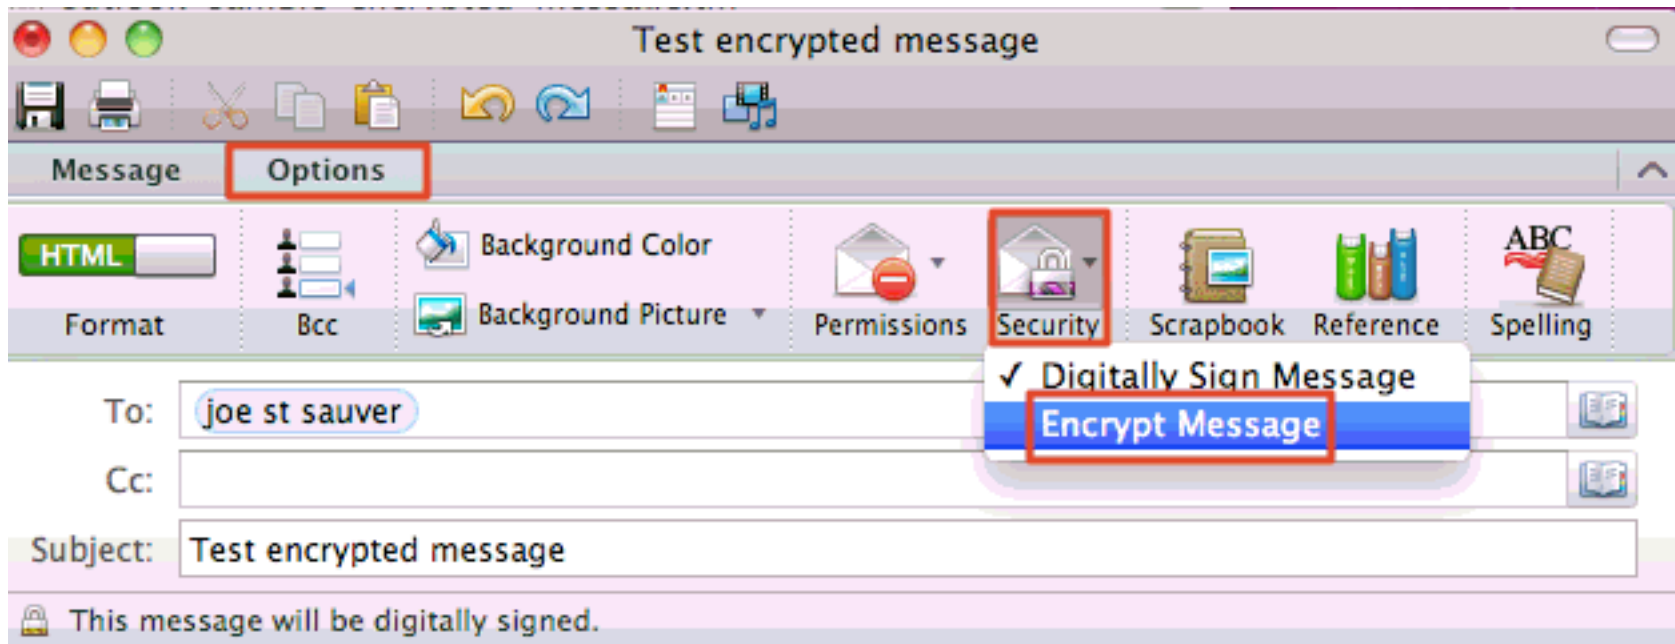 Test encrypted message
Message Options
HTML
Background Color
ABC
Background Picture
Format Bcc Permissions Security Scrapbook Reference Spelling
✓ Digitally Sign Message
To: joe st sauver
Encrypt Message
Cc:
Subject: Test encrypted message
This message will be digitally signed.